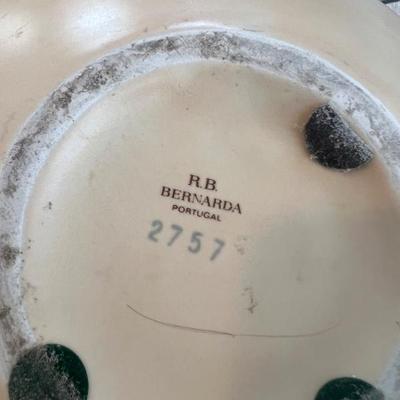 R.B.
BERNARDA
PORTUGAL
2757